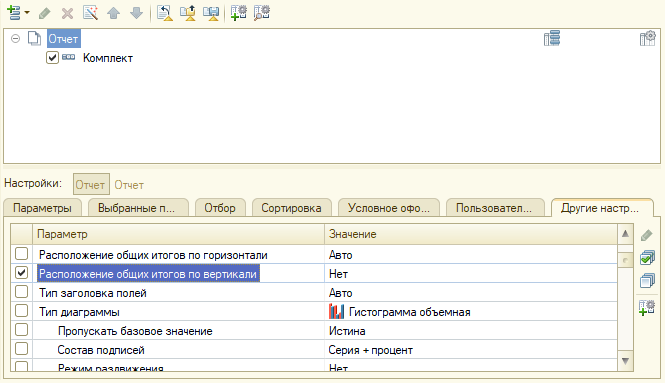 Отчет
Комплект
Настройки: Отчет Отчет
Параметры Выбранные п... Отбор Сортировка Условное офо... Пользовател... Другие настр...
Параметр Значение
Расположение общих итогов по горизонтали Авто
Расположение общих итогов по вертикали Нет
Тип заголовка полей Авто
Тип диаграммы Гистограмма объемная
Пропускать базовое значение Истина
Состав подписей Серия + процент
Режим раздвижения Нет